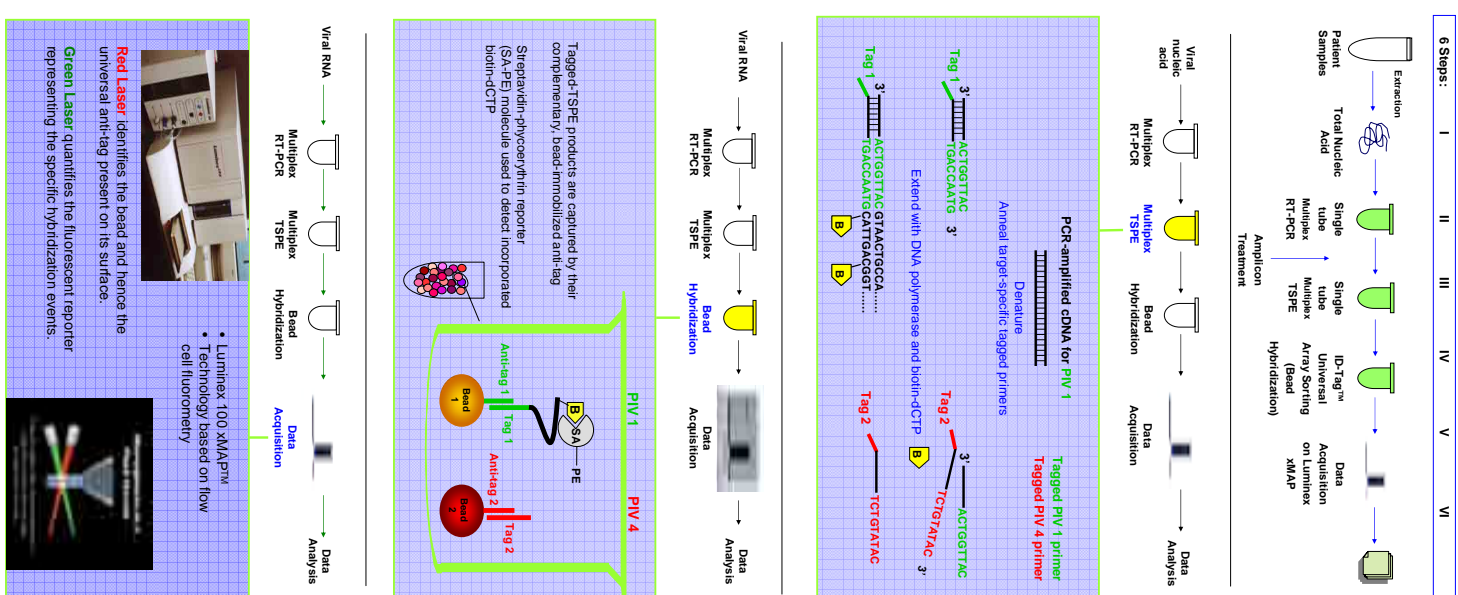 6 Steps:
I
II
III
IV
V
VI
Extraction
Patient
Samples
Total Nucleic
Acid
Single
tube
Multiplex
RT-PCR
Single
tube
Multiplex
TSPE
ID-Tag™
Universal
Array Sorting
(Bead
Hybridization)
Data
Acquisition
on Luminex
xMAP
Amplicon
Treatment
Viral
nucleic
acid
Multiplex
RT-PCR
Multiplex
TSPE
Bead
Hybridization
Data
Acquisition
Data
Analysis
PCR-amplified cDNA for PIV 1
Tagged PIV 1 primer
Tagged PIV 4 primer
Denature
Anneal target-specific tagged primers
3'
ACTGGTTAC
TGACCAATG
3'
Tag 1
3'
ACTGGTTAC
TCTGTATAC
3'
Tag 2
Extend with DNA polymerase and biotin-dCTP
B
3'
ACTGGTTACGTAACTGCCA......
TGACCAATGCATTGACGGGT......
Tag 1
B
B
Tag 2
TCTGTATAC
Viral RNA
Multiplex
RT-PCR
Multiplex
TSPE
Bead
Hybridization
Data
Acquisition
Data
Analysis
Tagged-TSPE products are captured by their
complementary, bead-immobilized anti-tag
Streptavidin-phycoerythrin reporter
(SA-PE) molecule used to detect incorporated
biotin-dCTP
PIV 1
PIV 4
B
SA
PE
Anti-tag 1
Tag 1
Bead
1
Anti-tag 2
Tag 2
Bead
2
Viral RNA
Multiplex
RT-PCR
Multiplex
TSPE
Bead
Hybridization
Data
Acquisition
Data
Analysis
• Luminex 100 xMAP™
• Technology based on flow
cell fluorometry
Red Laser identifies the bead and hence the
universal anti-tag present on its surface.
Green Laser quantifies the fluorescent reporter
representing the specific hybridization events.